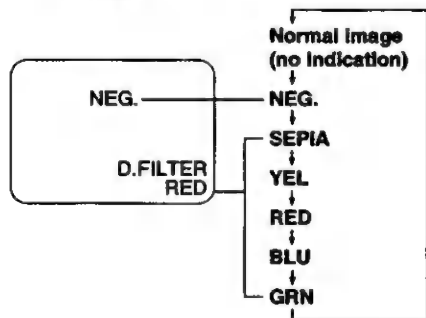 Normal image
(no indication)
NEG.
NEG.
SEPIA
D.FILTER
RED
YEL
RED
BLU
GRN